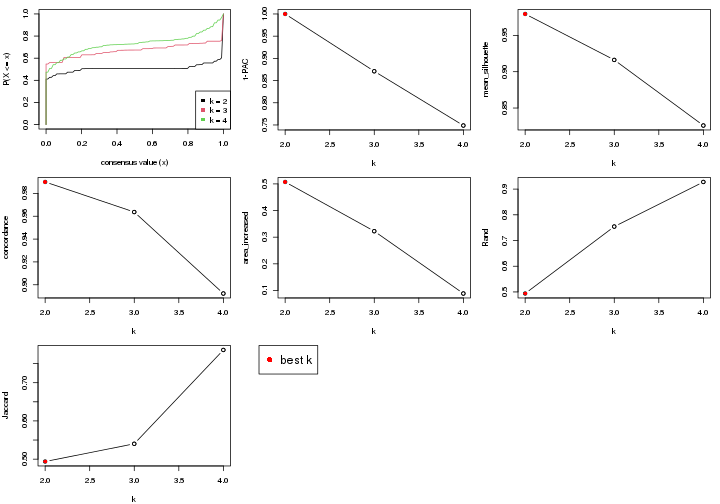 P(X <= x)
0.0 0.2 0.4 0.6 0.8 1.0
k = 2
k = 3
k = 4
0.0 0.2 0.4 0.6 0.8 1.0
consensus value (x)
1-PAC
0.75 0.80 0.85 0.90 0.95 1.00
2.0 2.5 3.0 3.5 4.0
k
mean_silhouette
0.85 0.90 0.95
2.0 2.5 3.0 3.5 4.0
k
concordance
0.90 0.92 0.94 0.96 0.98
2.0 2.5 3.0 3.5 4.0
k
area_increased
0.1 0.2 0.3 0.4 0.5
2.0 2.5 3.0 3.5 4.0
k
Rand
0.5 0.6 0.7 0.8 0.9
2.0 2.5 3.0 3.5 4.0
k
Jaccard
0.50 0.60 0.70
2.0 2.5 3.0 3.5 4.0
k
best k